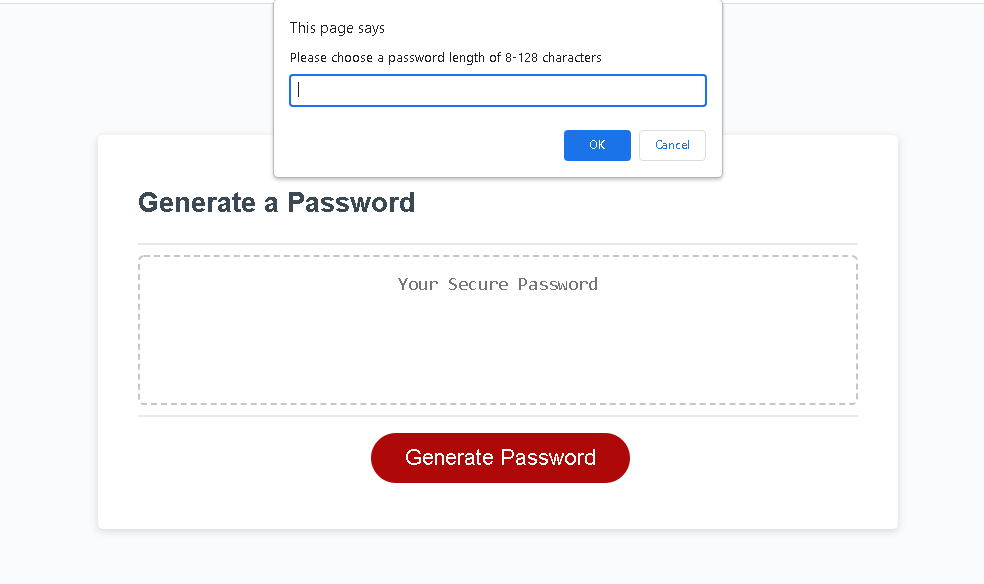 This page says
Please choose a password length of 8-128 characters
OK
Cancel
Generate a Password
Your Secure Password
Generate Password